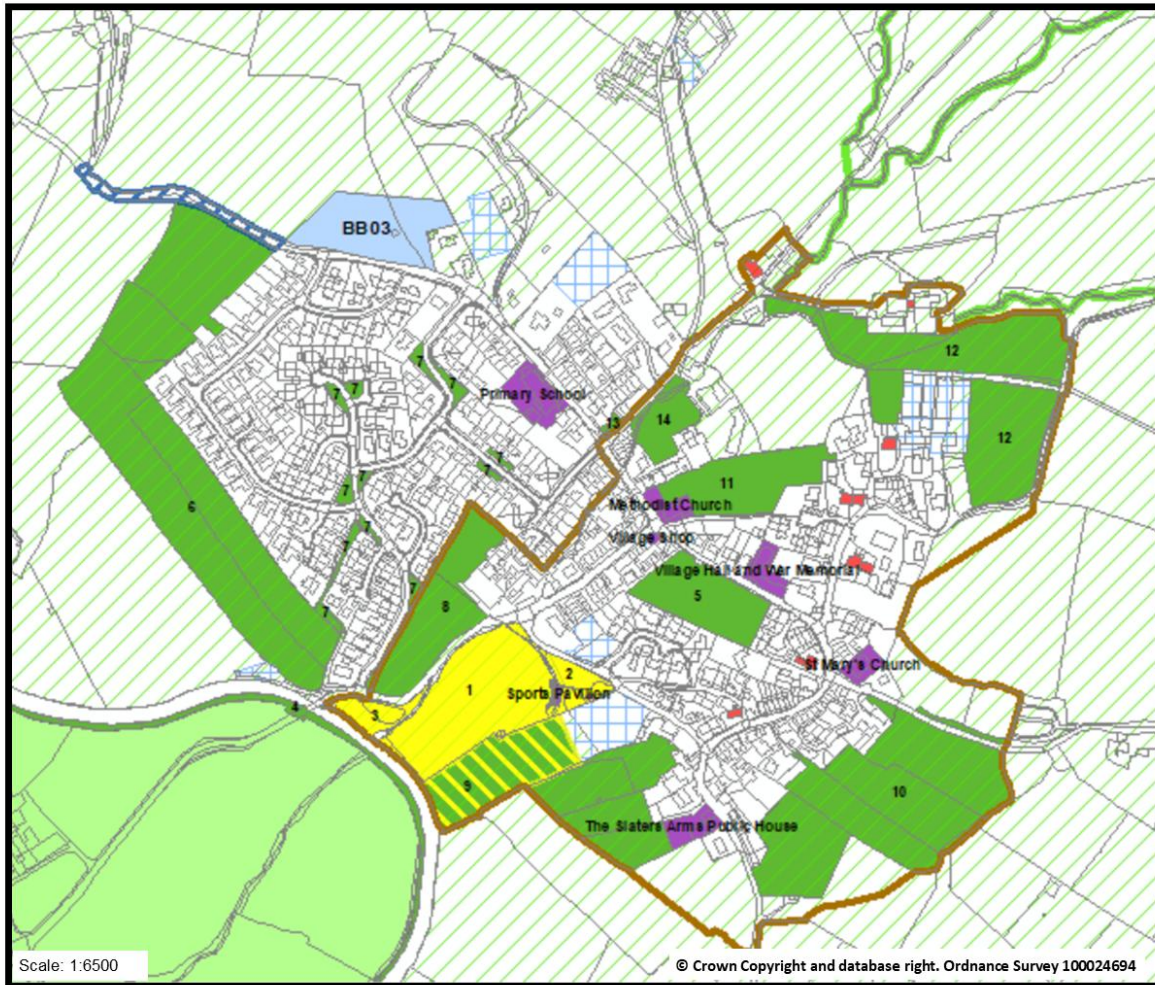 BB03
12
7
7
7
7
Primary School
13
14
12
7
7
11
7
7
6
Methodist Church
Village Shop
7
7
Village Hall and War Memorial
7
7
8
5
St Mary's Church
1
2
Sports Pavilion
4
3
9
10
The Slaters Arms Public House
Scale: 1:6500
© Crown Copyright and database right. Ordnance Survey 100024694